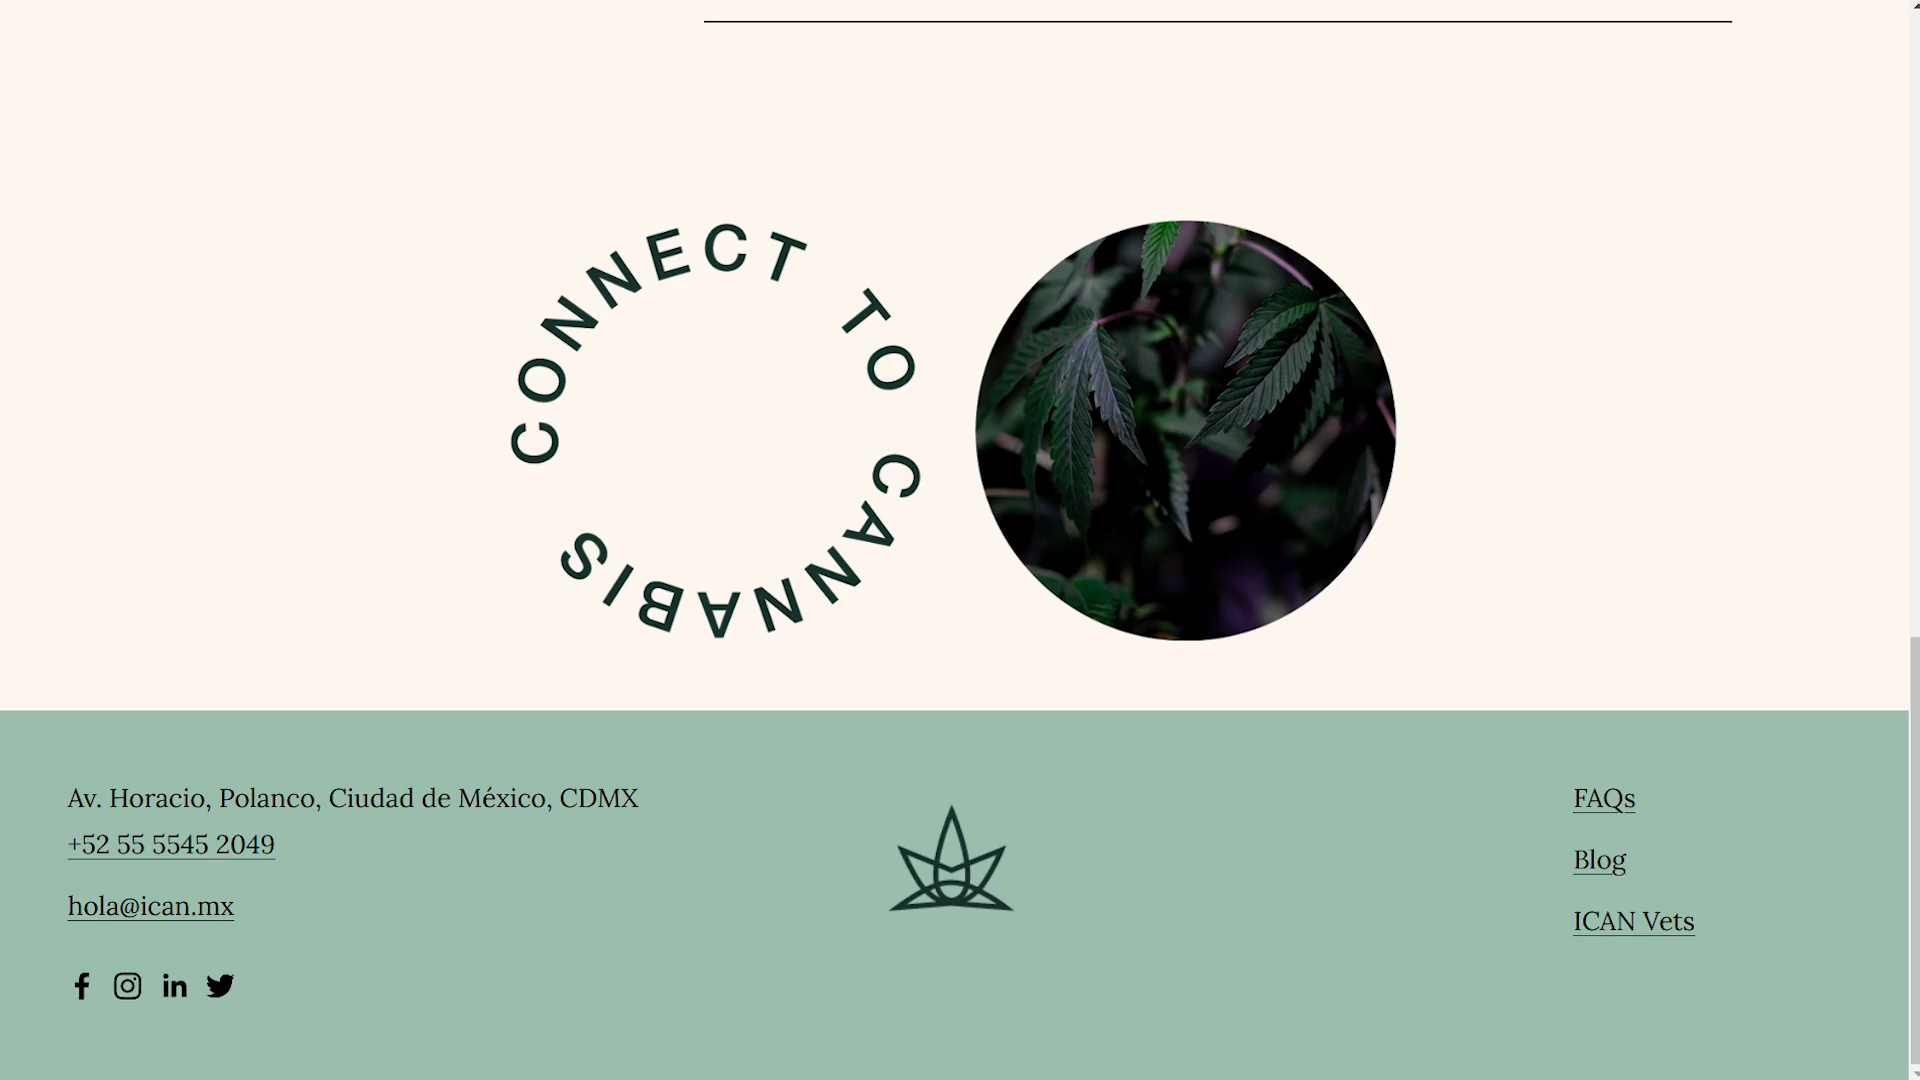 CONNECT TO CANNABIS
Av. Horacio, Polanco, Ciudad de México, CDMX
+52 55 5545 2049
hola@ican.mx
FAQs
Blog
ICAN Vets